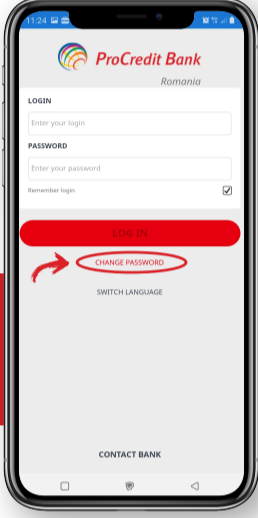 11:24
ProCredit Bank
Romania
LOGIN
Enter your login
PASSWORD
Enter your password
Remember login
LOG IN
CHANGE PASSWORD
SWITCH LANGUAGE
CONTACT BANK